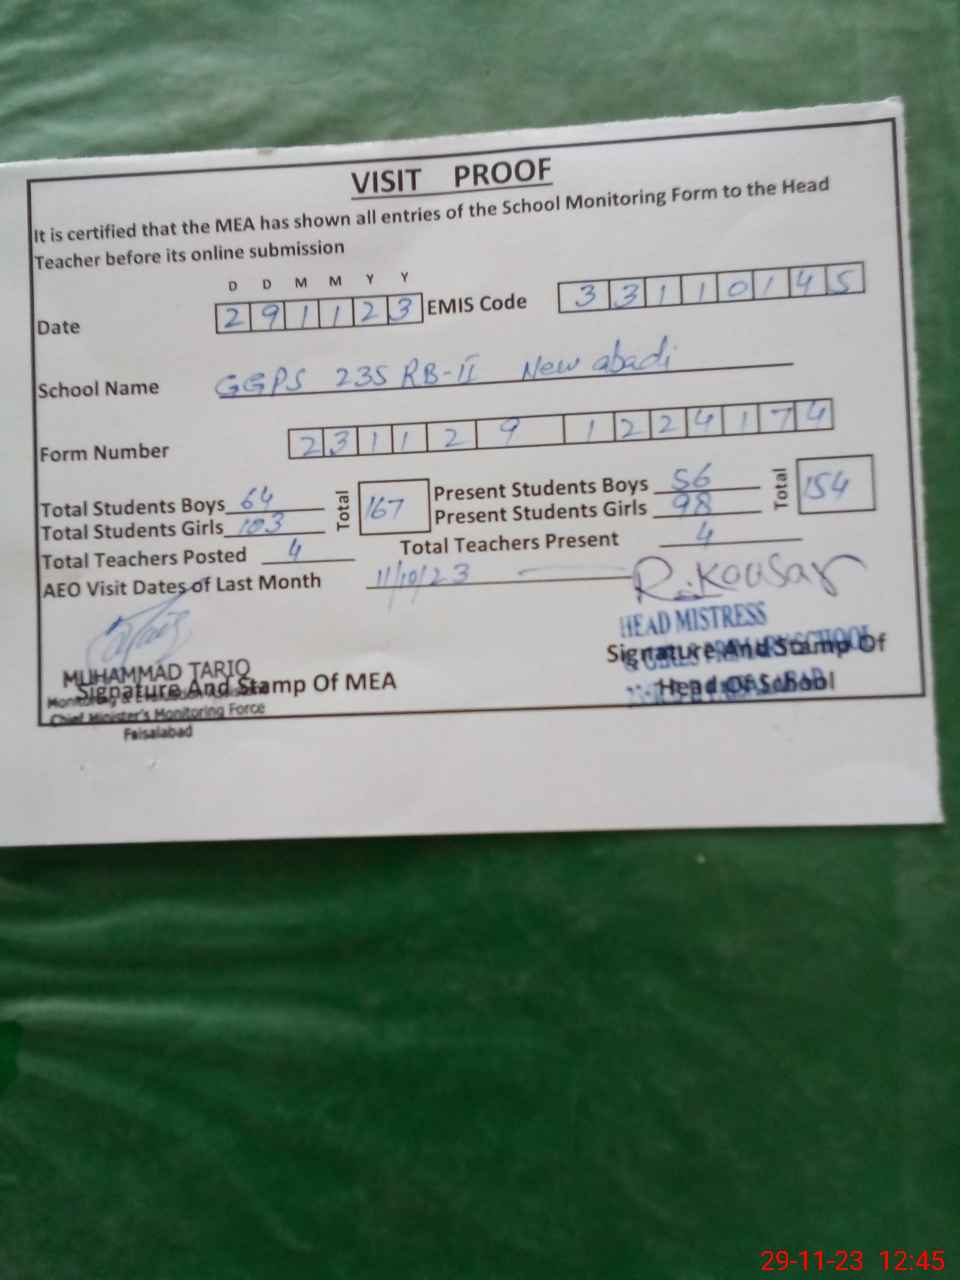 VISIT PROOF
It is certified that the MEA has shown all entries of the School Monitoring Form to the Head
Teacher before its online submission
D D M M Y Y
Date 2 9 1 1 2 3 EMIS Code 3 3 1 1 0 1 4 5
School Name GGPS 235 RB-II New abadi
Form Number 2 3 1 1 2 9 1 2 2 4 1 7 4
Total Students Boys 64 Total 167 Present Students Boys 56 Total 154
Total Students Girls 103 Present Students Girls 98
Total Teachers Posted 4 Total Teachers Present 4
AEO Visit Dates of Last Month 11/10/23
R. Kousar
HEAD MISTRESS
Signature And Stamp Of
Head Of School
MUHAMMAD TARIQ
Signature And Stamp Of MEA
Monitoring & Evaluation
Chief Minister's Monitoring Force
Faisalabad
29-11-23 12:45